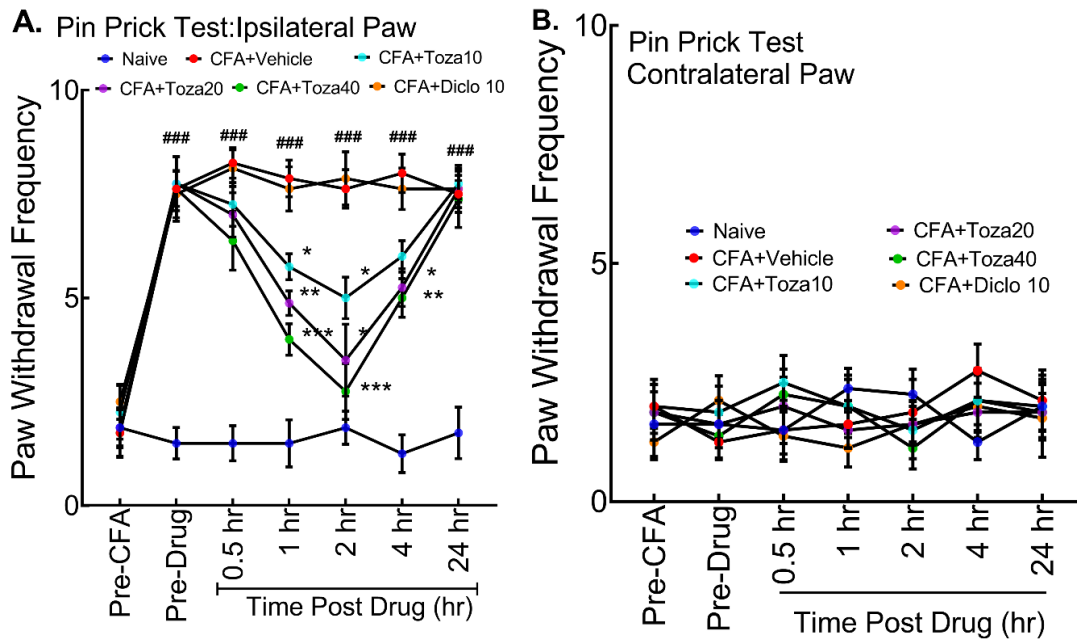 A. Pin Prick Test:Ipsilateral Paw
Naive CFA+Vehicle CFA+Toza10
CFA+Toza20 CFA+Toza40 CFA+Diclo 10
Paw Withdrawal Frequency
10
5
0
### ### ### ### ### ###
*
**
***
*
*
***
*
**
Pre-CFA
Pre-Drug
0.5 hr
1 hr
2 hr
4 hr
24 hr
Time Post Drug (hr)
B. Pin Prick Test
Contralateral Paw
Paw Withdrawal Frequency
10
5
0
Naive CFA+Toza20
CFA+Vehicle CFA+Toza40
CFA+Toza10 CFA+Diclo 10
Pre-CFA
Pre-Drug
0.5 hr
1 hr
2 hr
4 hr
24 hr
Time Post Drug (hr)